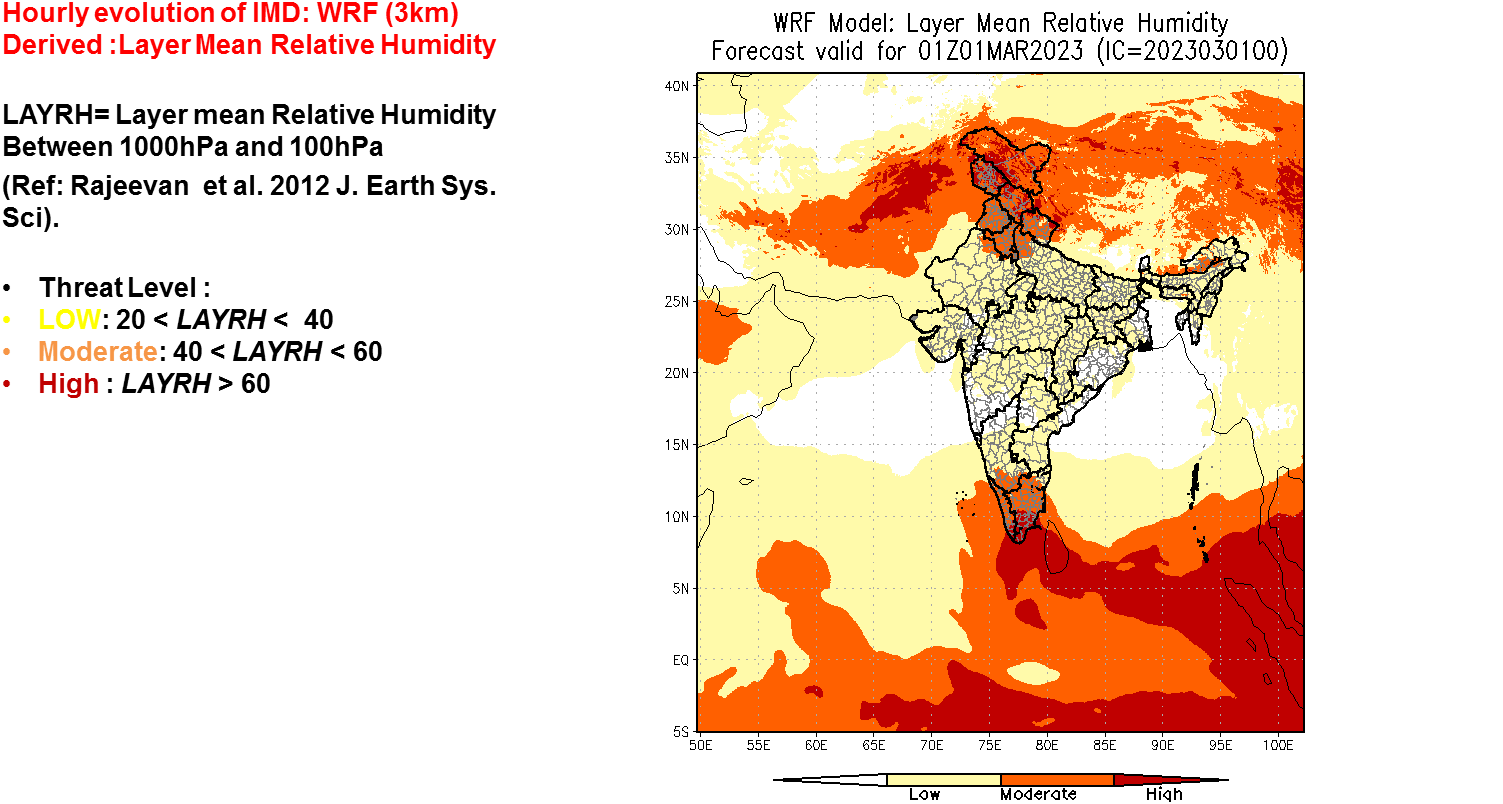 Hourly evolution of IMD: WRF (3km)
Derived :Layer Mean Relative Humidity
LAYRH= Layer mean Relative Humidity
Between 1000hPa and 100hPa
(Ref: Rajeevan et al. 2012 J. Earth Sys.
Sci).
• Threat Level :
• LOW: 20 < LAYRH < 40
• Moderate: 40 < LAYRH < 60
• High : LAYRH > 60
WRF Model: Layer Mean Relative Humidity
Forecast valid for 01Z01MAR2023 (IC=2023030100)
40N
35N
30N
25N
20N
15N
10N
5N
EQ
5S
50E 55E 60E 65E 70E 75E 80E 85E 90E 95E 100E
Low Moderate High